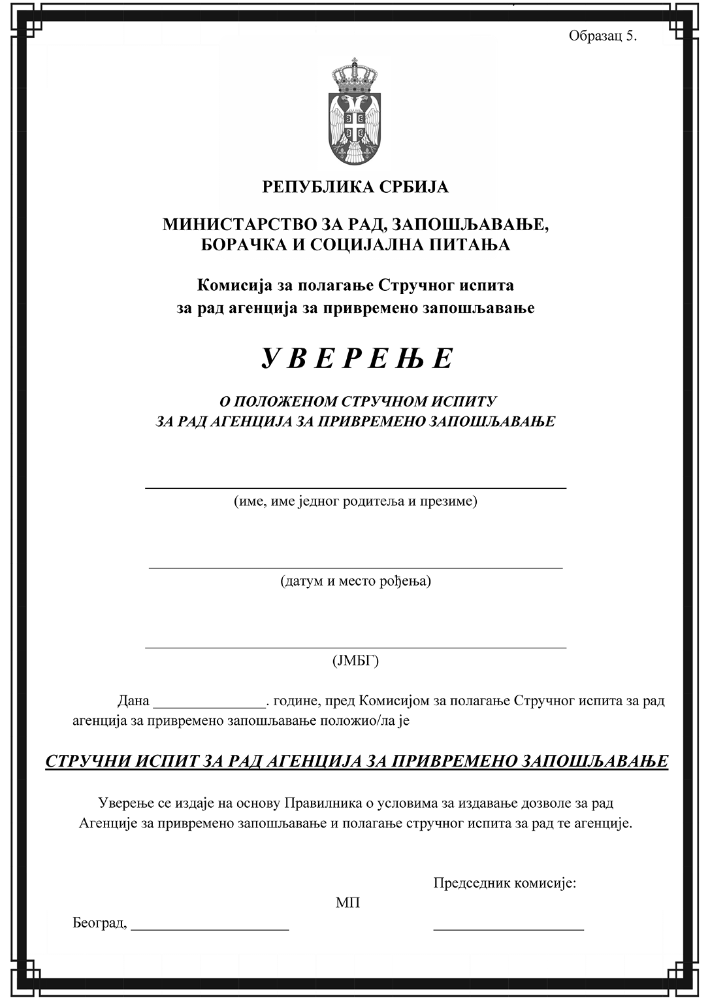 Образац 5.
РЕПУБЛИКА СРБИЈА
МИНИСТАРСТВО ЗА РАД, ЗАПОШЉАВАЊЕ,
БОРАЧКА И СОЦИЈАЛНА ПИТАЊА
Комисија за полагање Стручног испита
за рад агенција за привремено запошљавање
У В Е Р Е Њ Е
О ПОЛОЖЕНОМ СТРУЧНОМ ИСПИТУ
ЗА РАД АГЕНЦИЈА ЗА ПРИВРЕМЕНО ЗАПОШЉАВАЊЕ
(име, име једног родитеља и презиме)
(датум и место рођења)
(ЈМБГ)
Дана _______________. године, пред Комисијом за полагање Стручног испита за рад
агенција за привремено запошљавање положио/ла је
СТРУЧНИ ИСПИТ ЗА РАД АГЕНЦИЈА ЗА ПРИВРЕМЕНО ЗАПОШЉАВАЊЕ
Уверење се издаје на основу Правилника о условима за издавање дозволе за рад
Агенције за привремено запошљавање и полагање стручног испита за рад те агенције.
Председник комисије:
МП
Београд, _____________________ ____________________